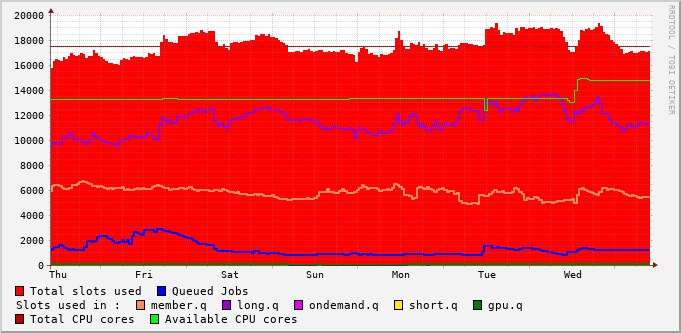 20000
18000
16000
14000
12000
10000
8000
6000
4000
2000
0
Thu Fri Sat Sun Mon Tue Wed
RRDTOOL / TOBI OETIKER
Total slots used Queued Jobs
Slots used in : member.q long.q ondemand.q short.q gpu.q
Total CPU cores Available CPU cores